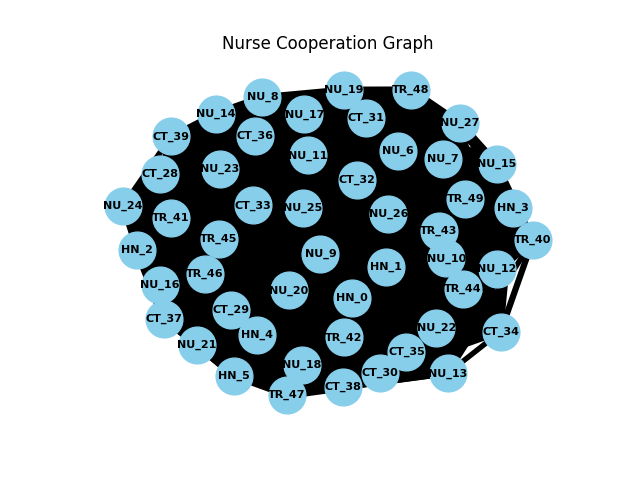 Nurse Cooperation Graph
NU_19
TR_48
NU_8
NU_14
NU_17
CT_31
NU_27
CT_39
CT_36
NU_6
NU_11
NU_7
NU_15
NU_23
CT_28
CT_32
TR_49
NU_24
CT_33
NU_25
HN_3
NU_26
TR_41
TR_43
TR_45
TR_40
HN_2
NU_9
NU_10
HN_1
NU_12
TR_46
NU_16
NU_20
TR_44
HN_0
CT_29
CT_37
NU_22
CT_34
HN_4
TR_42
NU_21
CT_35
NU_18
CT_30
NU_13
HN_5
CT_38
TR_47